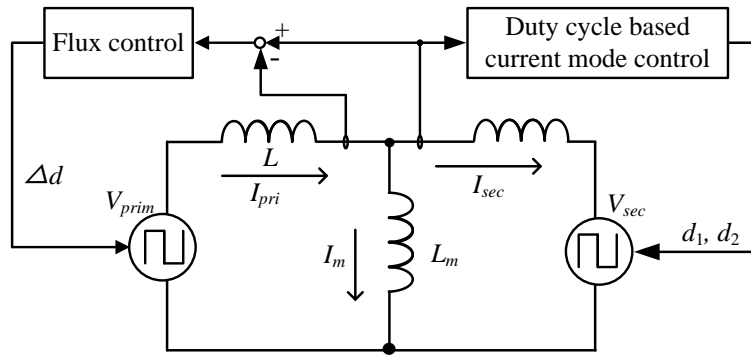 Flux control
+
-
Duty cycle based
current mode control
L
I_pri
I_sec
Δd
V_prim
V_sec
I_m
L_m
d_1, d_2